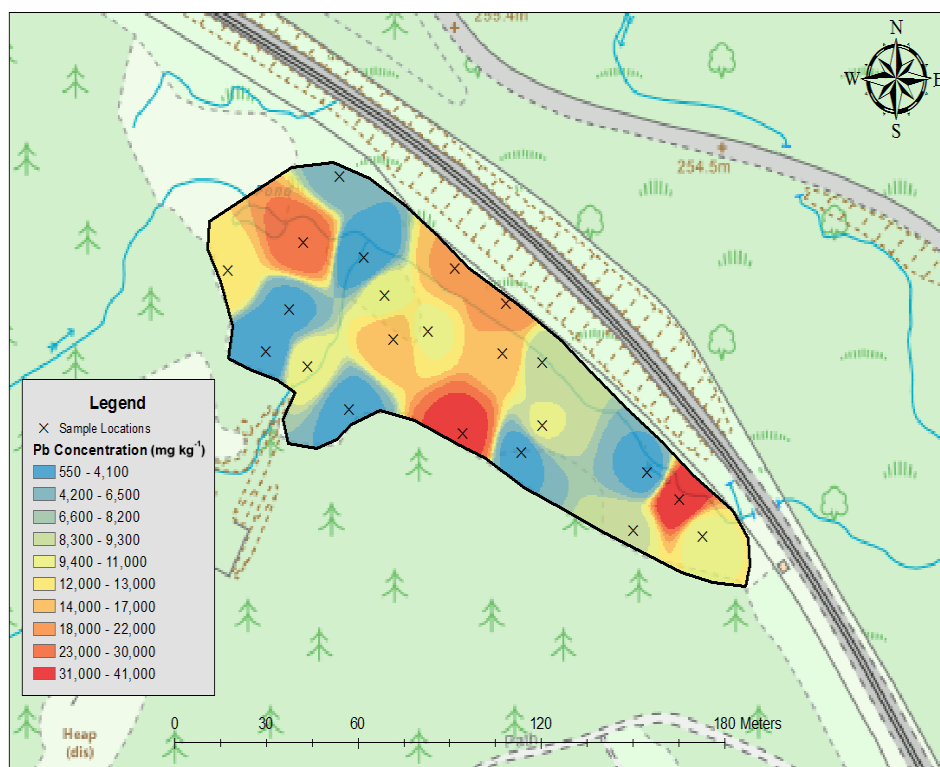 255.4m
N
W E
S
254.5m
Legend
Sample Locations
Pb Concentration (mg kg-1)
550 - 4,100
4,200 - 6,500
6,600 - 8,200
8,300 - 9,300
9,400 - 11,000
12,000 - 13,000
14,000 - 17,000
18,000 - 22,000
23,000 - 30,000
31,000 - 41,000
0 30 60 120 180 Meters
Heap
(dis)
Path